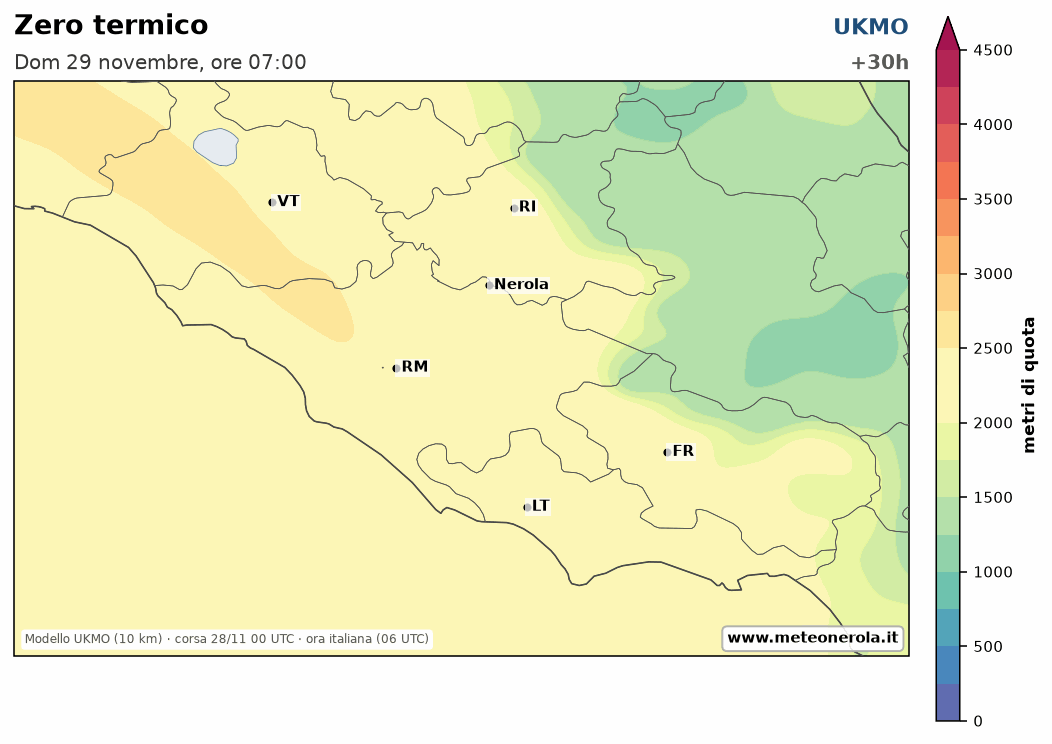 Zero termico
UKMO
Dom 29 novembre, ore 07:00
+30h
4500
4000
3500
3000
2500
2000
1500
1000
500
0
metri di quota
VT
RI
Nerola
RM
FR
LT
Modello UKMO (10 km) · corsa 28/11 00 UTC · ora italiana (06 UTC)
www.meteonerola.it